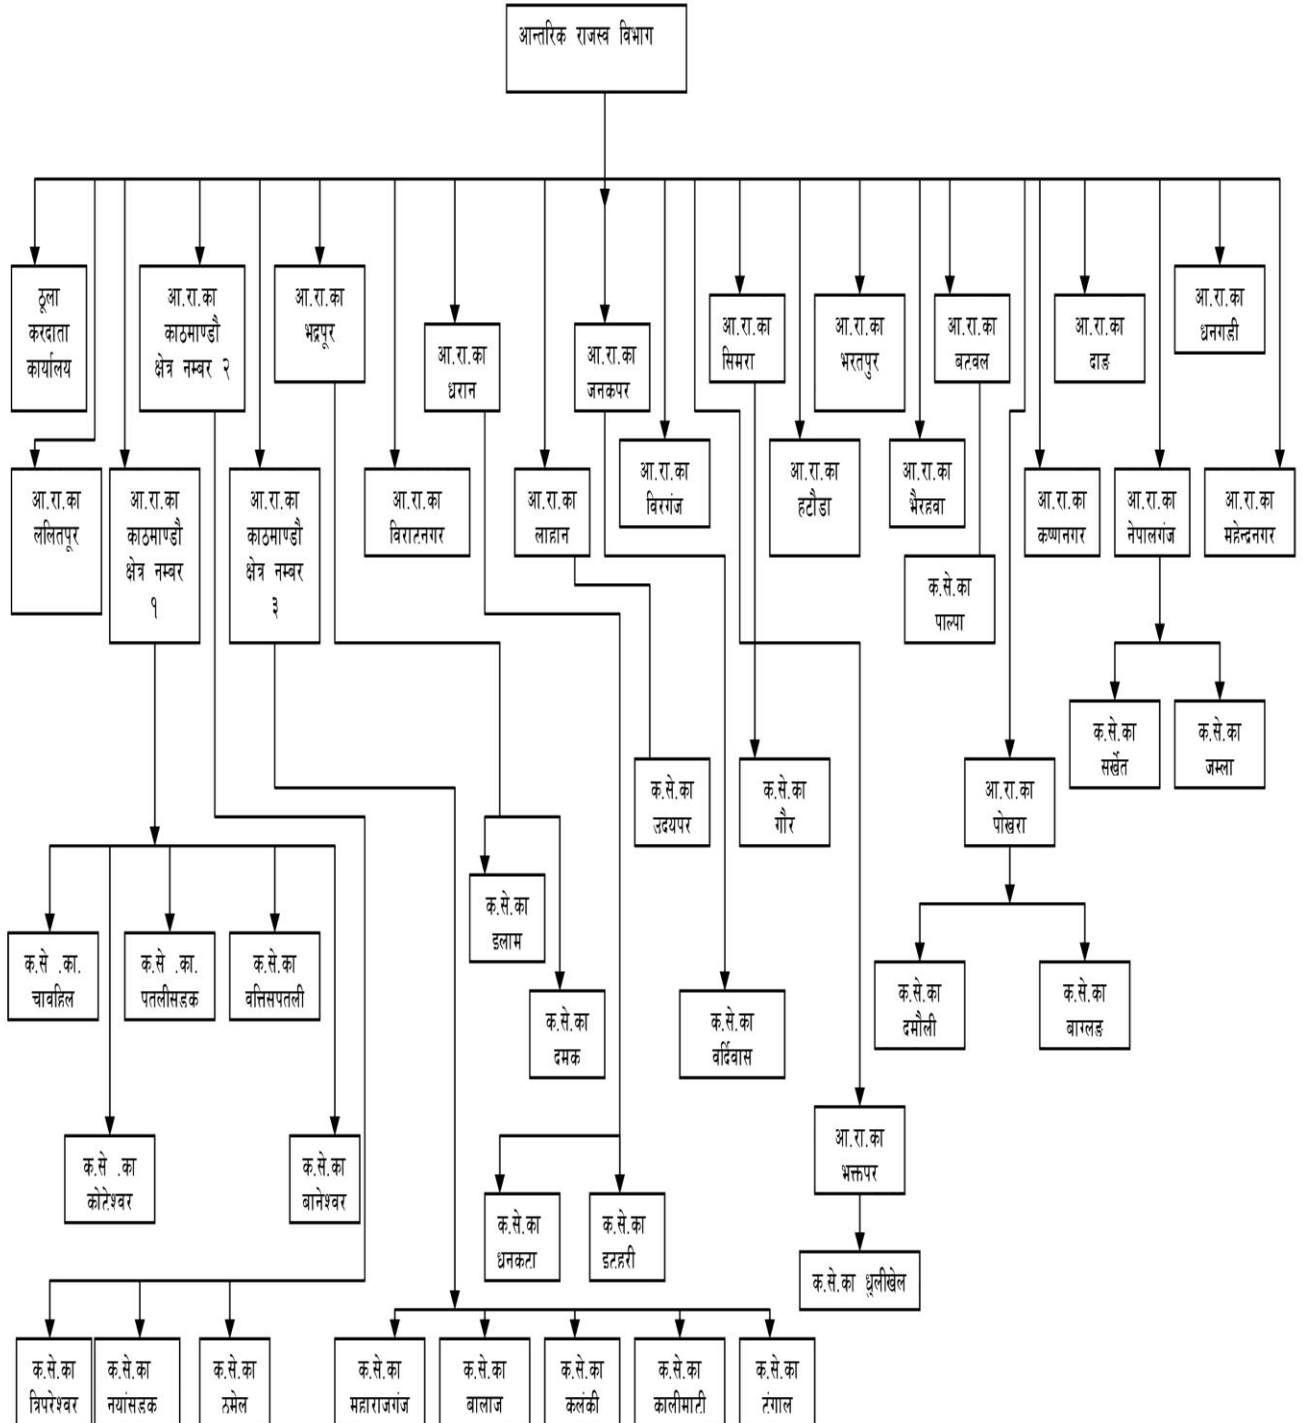 आन्तरिक राजस्व विभाग
ठूला
करदाता
कार्यालय
आ.रा.का
काठमाण्डौ
क्षेत्र नम्बर २
आ.रा.का
भद्रपूर
आ.रा.का
धरान
आ.रा.का
जनकपर
आ.रा.का
सिमरा
आ.रा.का
भरतपुर
आ.रा.का
बटवल
आ.रा.का
दाङ
आ.रा.का
धनगडी
आ.रा.का
ललितपूर
आ.रा.का
काठमाण्डौ
क्षेत्र नम्बर
१
आ.रा.का
काठमाण्डौ
क्षेत्र नम्बर
३
आ.रा.का
विराटनगर
आ.रा.का
लाहान
आ.रा.का
विरगंज
आ.रा.का
हटौडा
आ.रा.का
भैरहवा
आ.रा.का
कष्णनगर
आ.रा.का
नेपालगंज
आ.रा.का
महेन्द्रनगर
क.से.का
पाल्पा
क.से.का
सर्खेत
क.से.का
जम्ला
क.से.का
उदयपर
क.से.का
गौर
आ.रा.का
पोखरा
क.से.का
इलाम
क.से .का.
चावहिल
क.से .का.
पतलीसडक
क.से.का
वत्तिसपतली
क.से.का
दमक
क.से.का
वर्दिवास
क.से.का
दमौली
क.से.का
बाग्लङ
क.से .का
कोटेश्वर
क.से.का
बानेश्वर
आ.रा.का
भक्तपर
क.से.का
धनकटा
क.से.का
इटहरी
क.से.का धुलीखेल
क.से.का
त्रिपरेश्वर
क.से.का
नयांसडक
क.से.का
ठमेल
क.से.का
महाराजगंज
क.से.का
बालाज
क.से.का
कलंकी
क.से.का
कालीमाटी
क.से.का
टंगाल